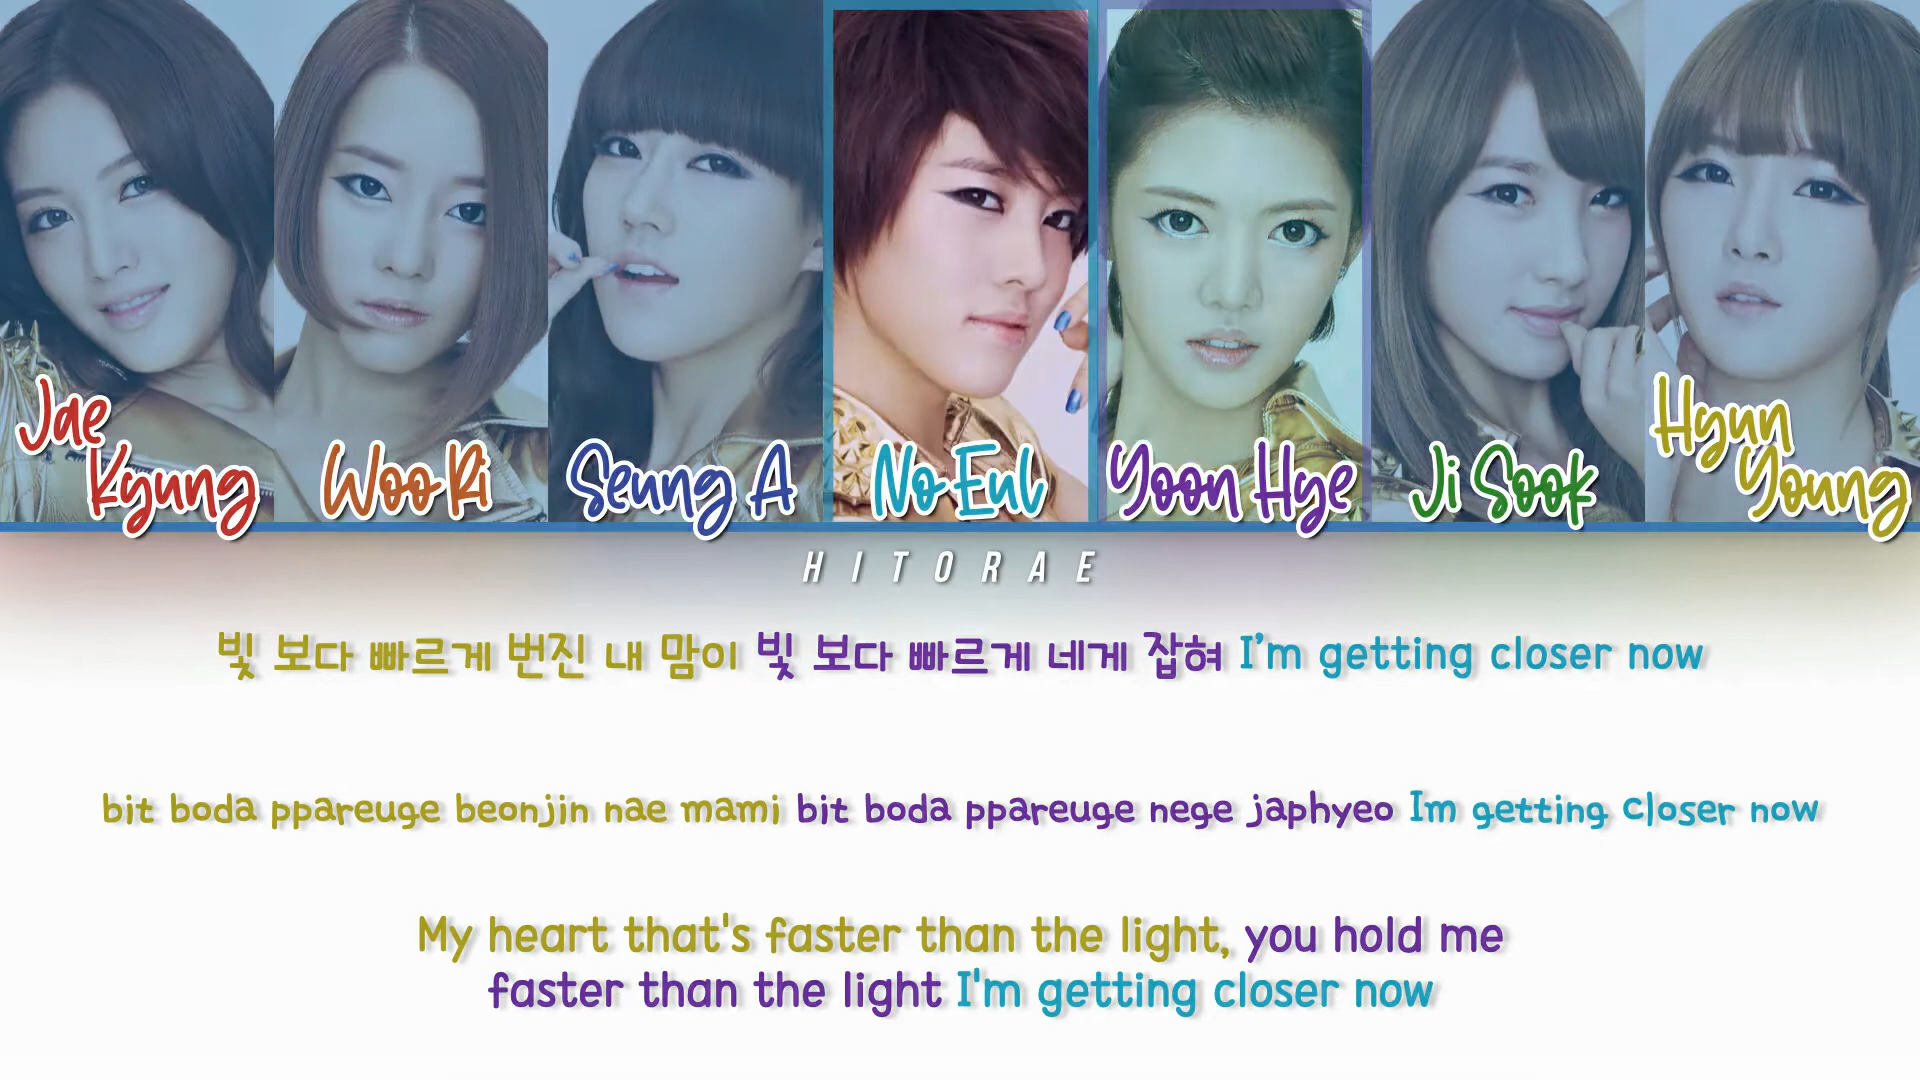 Jae Kyung
Woo Ri
Seung A
No Eul
Yoon Hye
Ji Sook
Hyun Young
HITORAE
빛 보다 빠르게 번진 내 맘이 빛 보다 빠르게 네게 잡혀 I'm getting closer now
bit boda ppareuge beonjin nae mami bit boda ppareuge nege japhyeo Im getting closer now
My heart that's faster than the light, you hold me
faster than the light I'm getting closer now